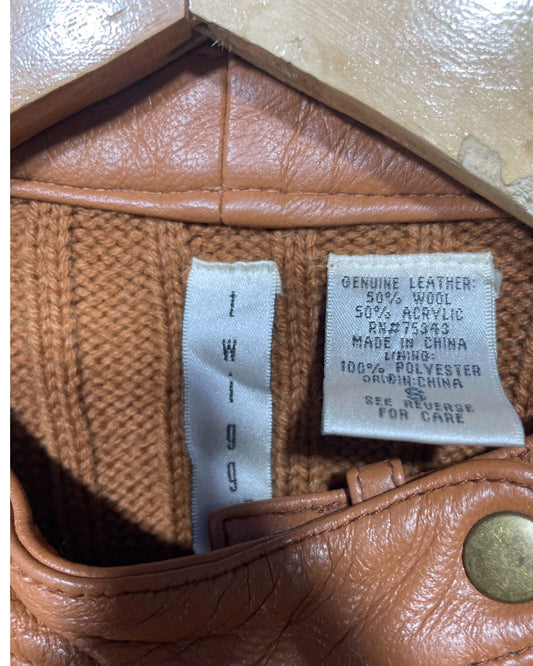 twigg
GENUINE LEATHER:
50% WOOL
50% ACRYLIC
RN#75343
MADE IN CHINA
LINING:
100% POLYESTER
ORIGIN:CHINA
S
SEE REVERSE
FOR CARE